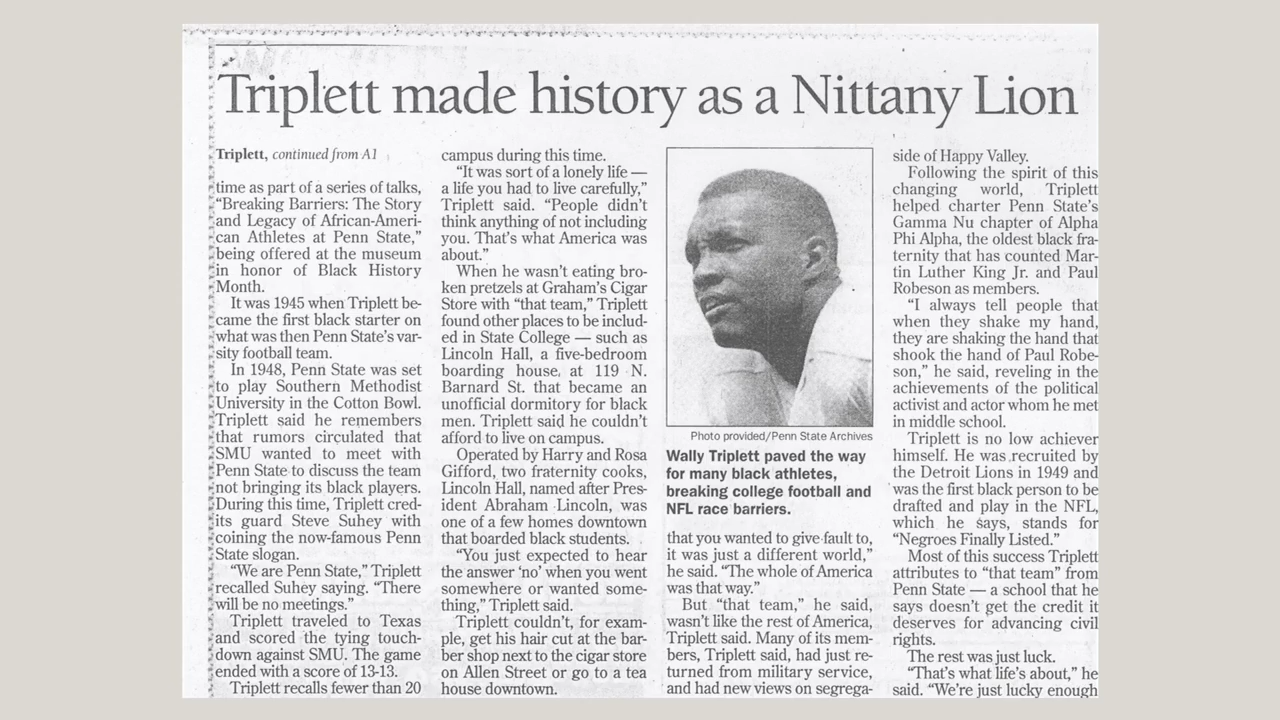 Triplett made history as a Nittany Lion
Triplett, continued from A1
time as part of a series of talks,
“Breaking Barriers: The Story
and Legacy of African-Ameri-
can Athletes at Penn State,”
being offered at the museum
in honor of Black History
Month.
It was 1945 when Triplett be-
came the first black starter on
what was then Penn State’s var-
sity football team.
In 1948, Penn State was set
to play Southern Methodist
University in the Cotton Bowl.
Triplett said he remembers
that rumors circulated that
SMU wanted to meet with
Penn State to discuss the team
not bringing its black players.
During this time, Triplett cred-
its guard Steve Suhey with
coining the now-famous Penn
State slogan.
“We are Penn State,” Triplett
recalled Suhey saying. “There
will be no meetings.”
Triplett traveled to Texas
and scored the tying touch-
down against SMU. The game
ended with a score of 13-13.
Triplett recalls fewer than 20
campus during this time.
“It was sort of a lonely life —
a life you had to live carefully,”
Triplett said. “People didn’t
think anything of not including
you. That’s what America was
about.”
When he wasn’t eating bro-
ken pretzels at Graham’s Cigar
Store with “that team,” Triplett
found other places to be includ-
ed in State College — such as
Lincoln Hall, a five-bedroom
boarding house at 119 N.
Barnard St. that became an
unofficial dormitory for black
men. Triplett said he couldn’t
afford to live on campus.
Operated by Harry and Rosa
Gifford, two fraternity cooks,
Lincoln Hall, named after Pres-
ident Abraham Lincoln, was
one of a few homes downtown
that boarded black students.
“You just expected to hear
the answer ‘no’ when you went
somewhere or wanted some-
thing,” Triplett said.
Triplett couldn’t, for exam-
ple, get his hair cut at the bar-
ber shop next to the cigar store
on Allen Street or go to a tea
house downtown.
Photo provided/Penn State Archives
Wally Triplett paved the way
for many black athletes,
breaking college football and
NFL race barriers.
that you wanted to give fault to,
it was just a different world,”
he said. “The whole of America
was that way.”
But “that team,” he said,
wasn’t like the rest of America,
Triplett said. Many of its mem-
bers, Triplett said, had just re-
turned from military service,
and had new views on segrega-
side of Happy Valley.
Following the spirit of this
changing world, Triplett
helped charter Penn State’s
Gamma Nu chapter of Alpha
Phi Alpha, the oldest black fra-
ternity that has counted Mar-
tin Luther King Jr. and Paul
Robeson as members.
“I always tell people that
when they shake my hand,
they are shaking the hand that
shook the hand of Paul Robe-
son,” he said, reveling in the
achievements of the political
activist and actor whom he met
in middle school.
Triplett is no low achiever
himself. He was recruited by
the Detroit Lions in 1949 and
was the first black person to be
drafted and play in the NFL,
which he says, stands for
“Negroes Finally Listed.”
Most of this success Triplett
attributes to “that team” from
Penn State — a school that he
says doesn’t get the credit it
deserves for advancing civil
rights.
The rest was just luck.
“That’s what life’s about,” he
said. “We’re just lucky enough